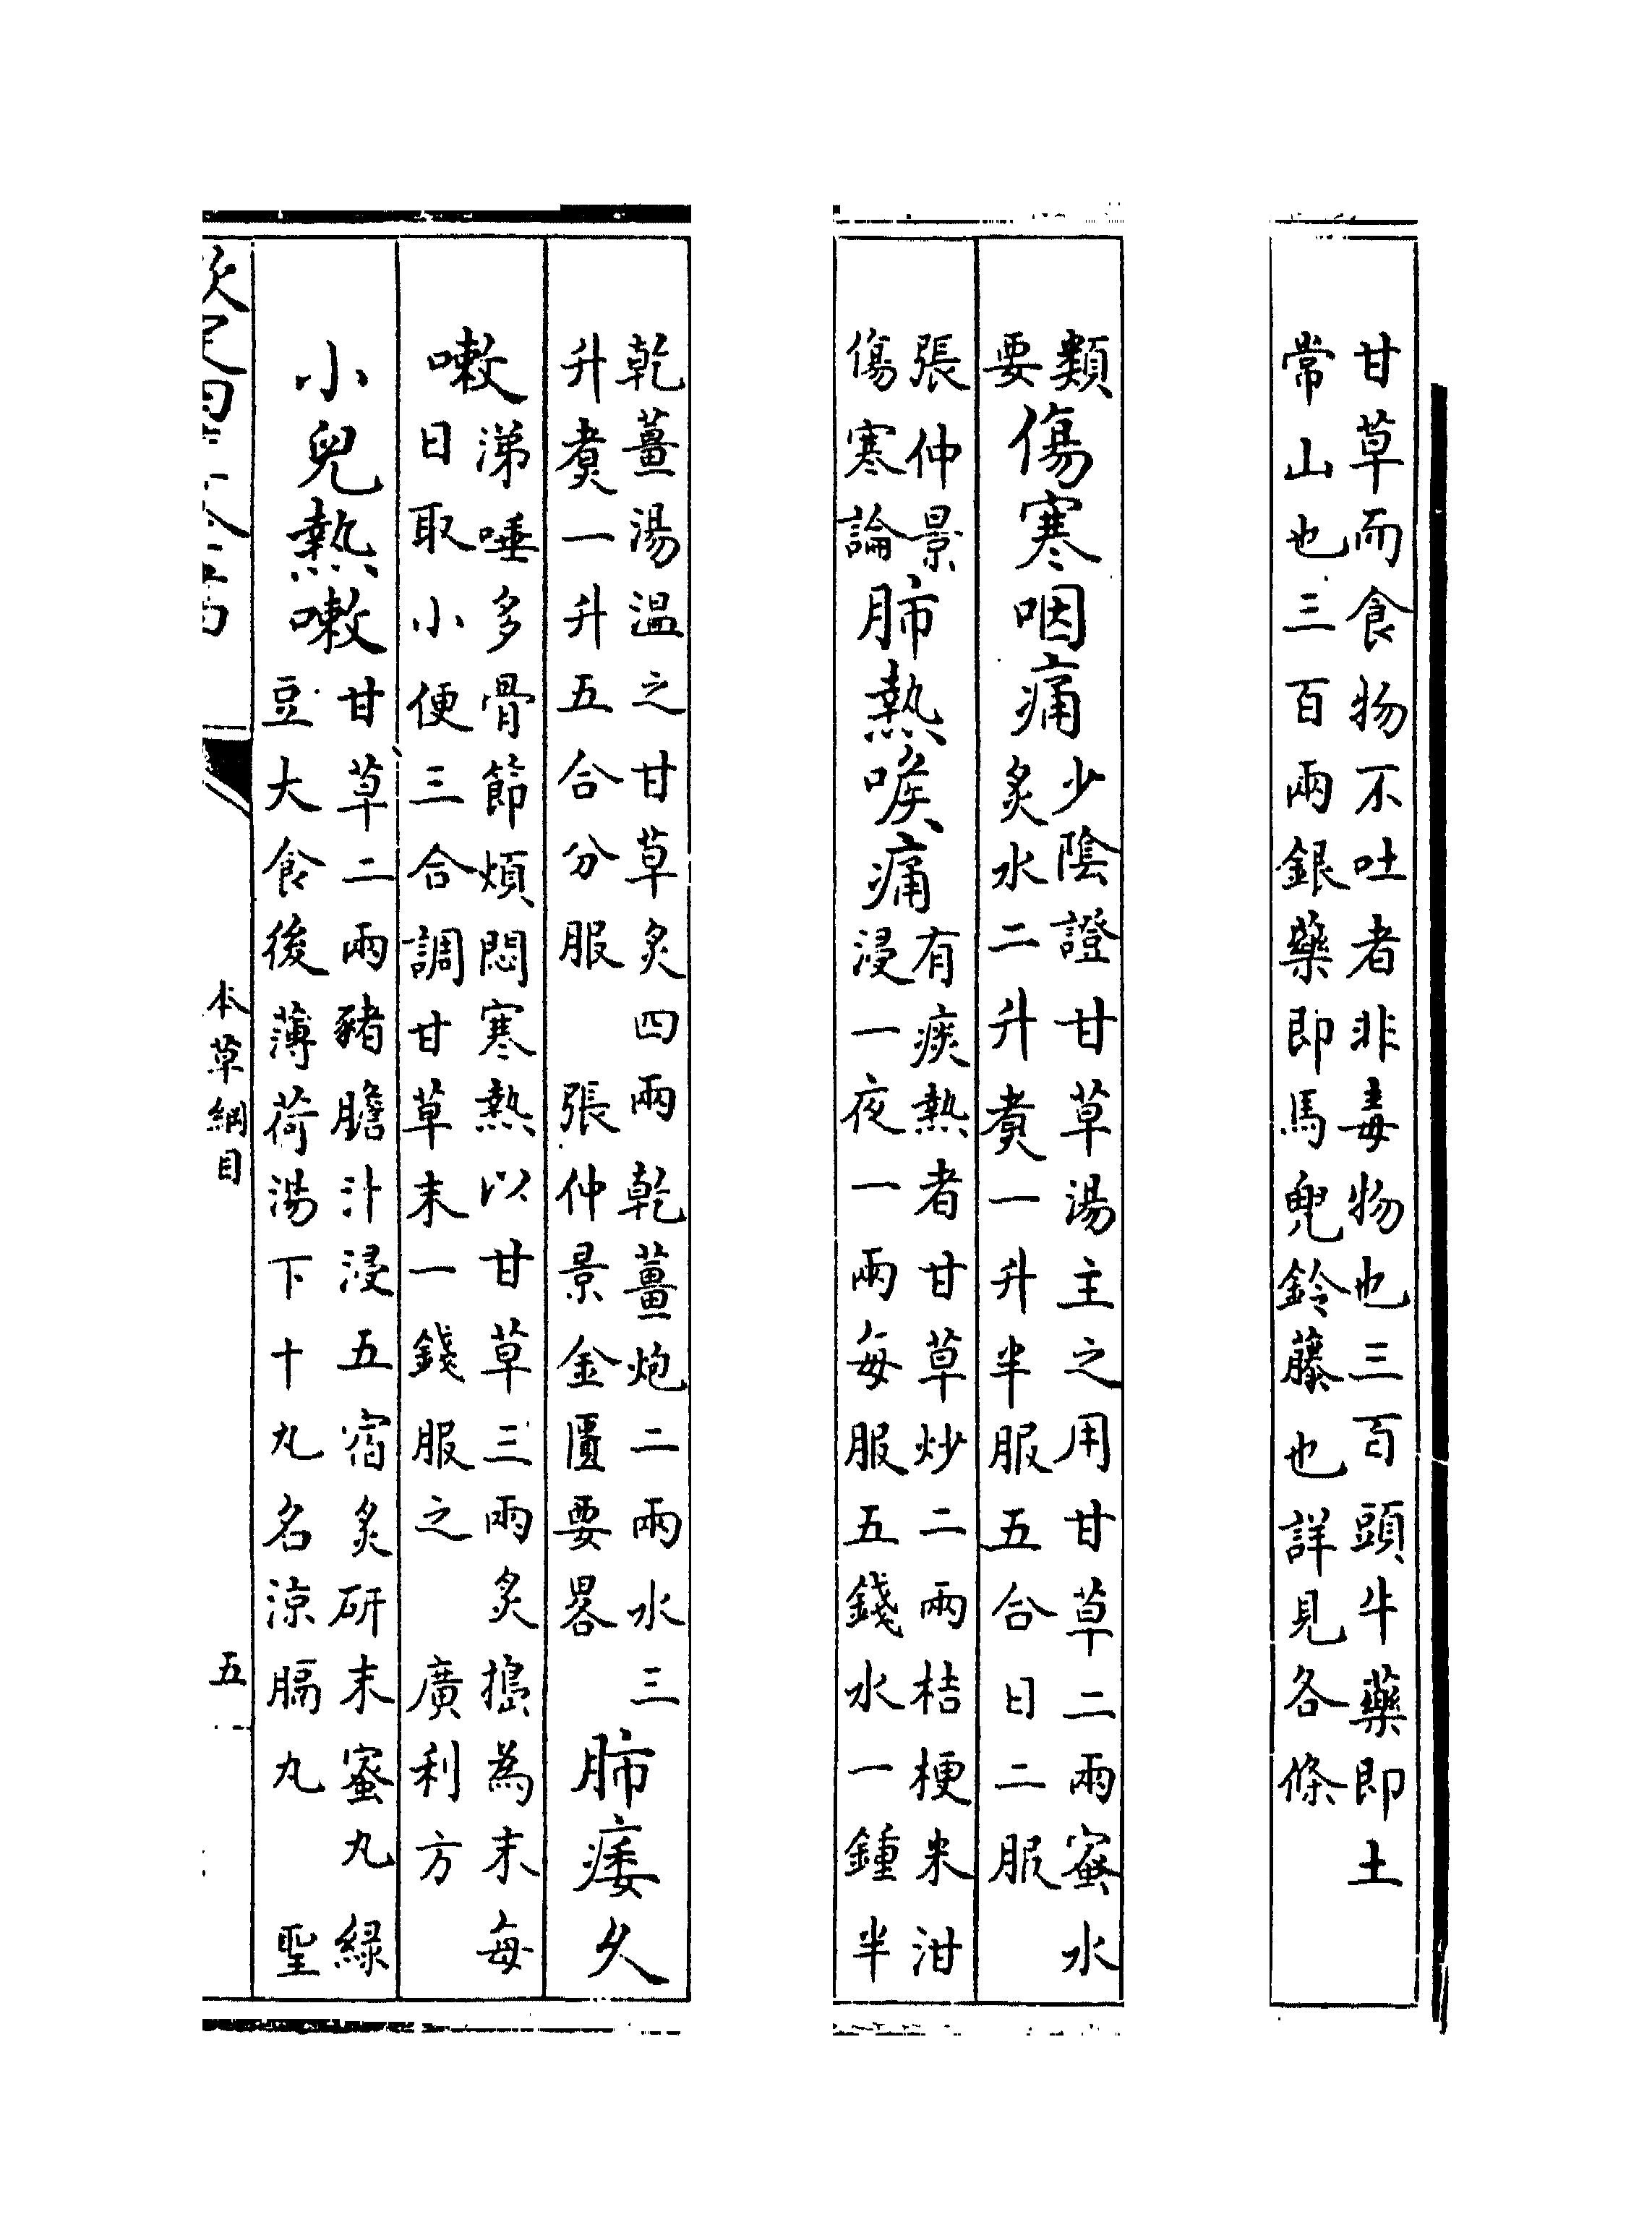 甘草而食物不吐者非毒物也三百頭牛藥即土
常山也三百兩銀藥即馬兜鈴藤也詳見各條
類
要
傷寒咽痛
少陰證甘草湯主之用甘草二兩蜜水
炙水二升煑一升半服五合日二服
張仲景
傷寒論
肺熱喉痛
有痰熱者甘草炒二兩桔梗米泔
浸一夜一兩每服五錢水一鍾半
乾薑湯温之甘草炙四兩乾薑炮二兩水三
升煑一升五合分服　張仲景金匱要畧
肺痿久
嗽
涕唾多骨節煩悶寒熱以甘草三兩炙搗為末每
日取小便三合調甘草末一錢服之　廣利方
小兒熱嗽
甘草二兩豬膽汁浸五宿炙研末蜜丸緑
豆大食後薄荷湯下十丸名涼膈丸　聖
本草綱目
五